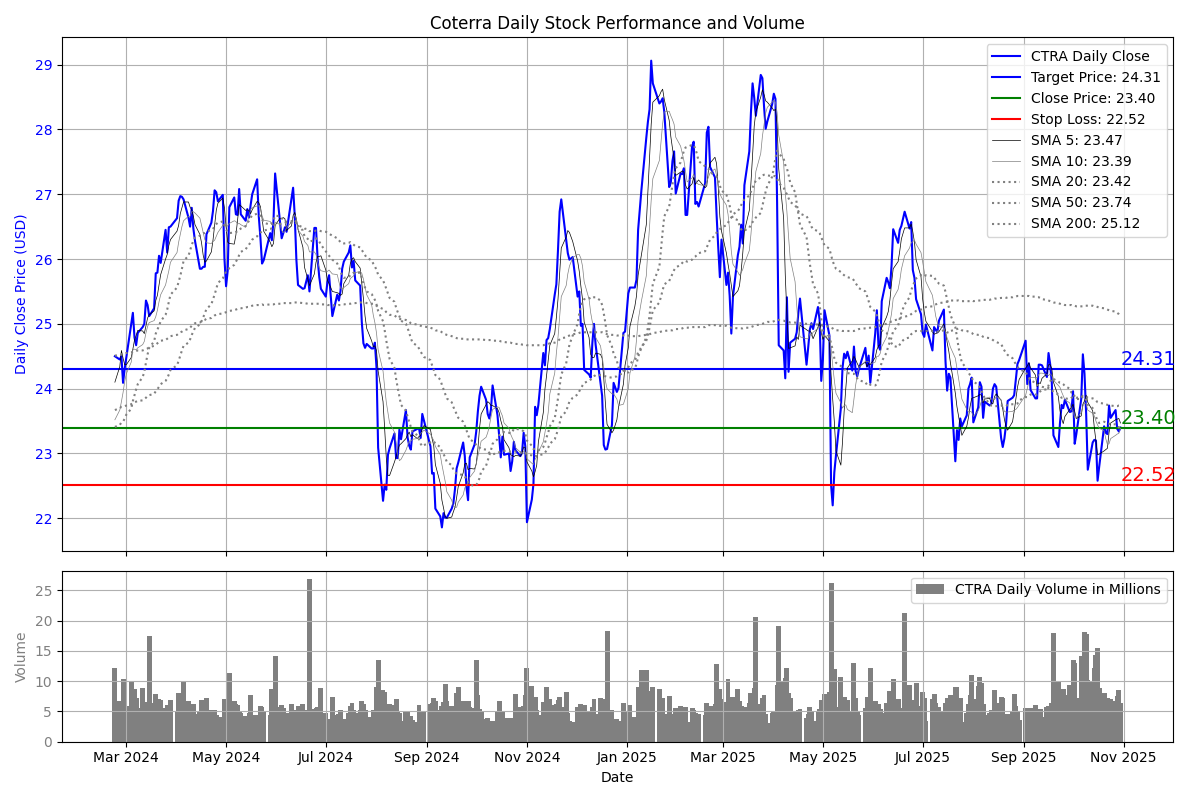 Coterra Daily Stock Performance and Volume
Daily Close Price (USD)
29
28
27
26
25
24
23
22
CTRA Daily Close
Target Price: 24.31
Close Price: 23.40
Stop Loss: 22.52
SMA 5: 23.47
SMA 10: 23.39
SMA 20: 23.42
SMA 50: 23.74
SMA 200: 25.12
24.31
23.40
22.52
Volume
25
20
15
10
5
0
CTRA Daily Volume in Millions
Mar 2024 May 2024 Jul 2024 Sep 2024 Nov 2024 Jan 2025 Mar 2025 May 2025 Jul 2025 Sep 2025 Nov 2025
Date